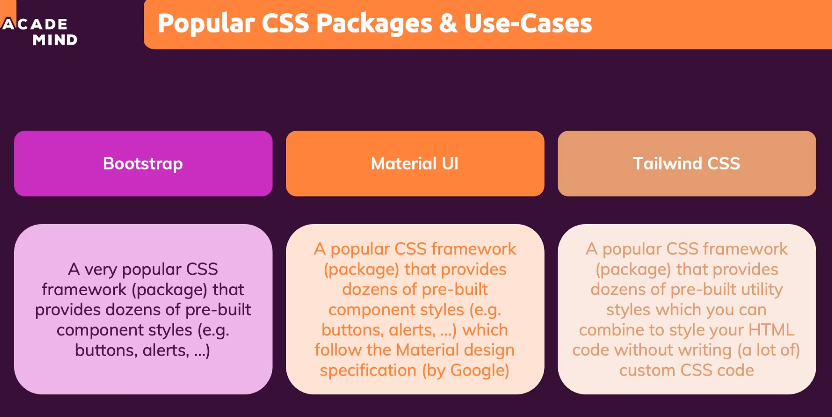 ACADE
MIND
Popular CSS Packages & Use-Cases
Bootstrap
Material UI
Tailwind CSS
A very popular CSS
framework (package) that
provides dozens of pre-built
component styles (e.g.
buttons, alerts, ...)
A popular CSS framework
(package) that provides
dozens of pre-built
component styles (e.g.
buttons, alerts, ...) which
follow the Material design
specification (by Google)
A popular CSS framework
(package) that provides
dozens of pre-built utility
styles which you can
combine to style your HTML
code without writing (a lot of)
custom CSS code